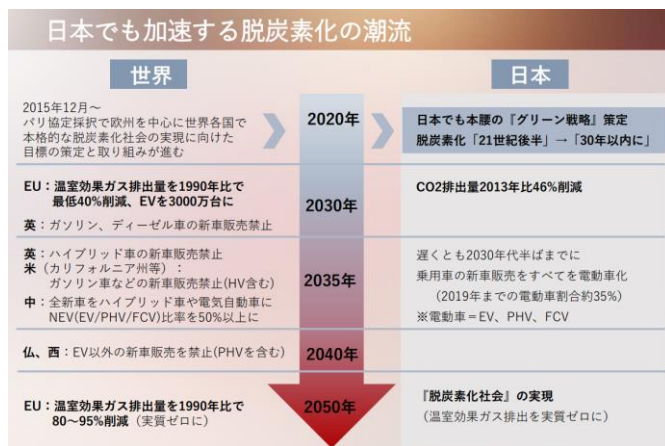 日本でも加速する脱炭素化の潮流
世界
日本
2015年12月～
パリ協定採択で欧州を中心に世界各国で
本格的な脱炭素化社会の実現に向けた
目標の策定と取り組みが進む
2020年
日本でも本腰の『グリーン戦略』策定
脱炭素化「21世紀後半」→「30年以内に」
EU：温室効果ガス排出量を1990年比で
最低40%削減、EVを3000万台に
英：ガソリン、ディーゼル車の新車販売禁止
2030年
CO2排出量2013年比46%削減
英：ハイブリッド車の新車販売禁止
米（カリフォルニア州等）：
ガソリン車などの新車販売禁止(HV含む)
中：全新車をハイブリッド車や電気自動車に
NEV(EV/PHV/FCV)比率を50%以上に
2035年
遅くとも2030年代半ばまでに
乗用車の新車販売をすべてを電動車化
（2019年までの電動車割合約35%）
※電動車＝EV、PHV、FCV
仏、西：EV以外の新車販売を禁止(PHVを含む)
2040年
EU：温室効果ガス排出量を1990年比で
80～95%削減（実質ゼロに）
2050年
『脱炭素化社会』の実現
（温室効果ガス排出を実質ゼロに）